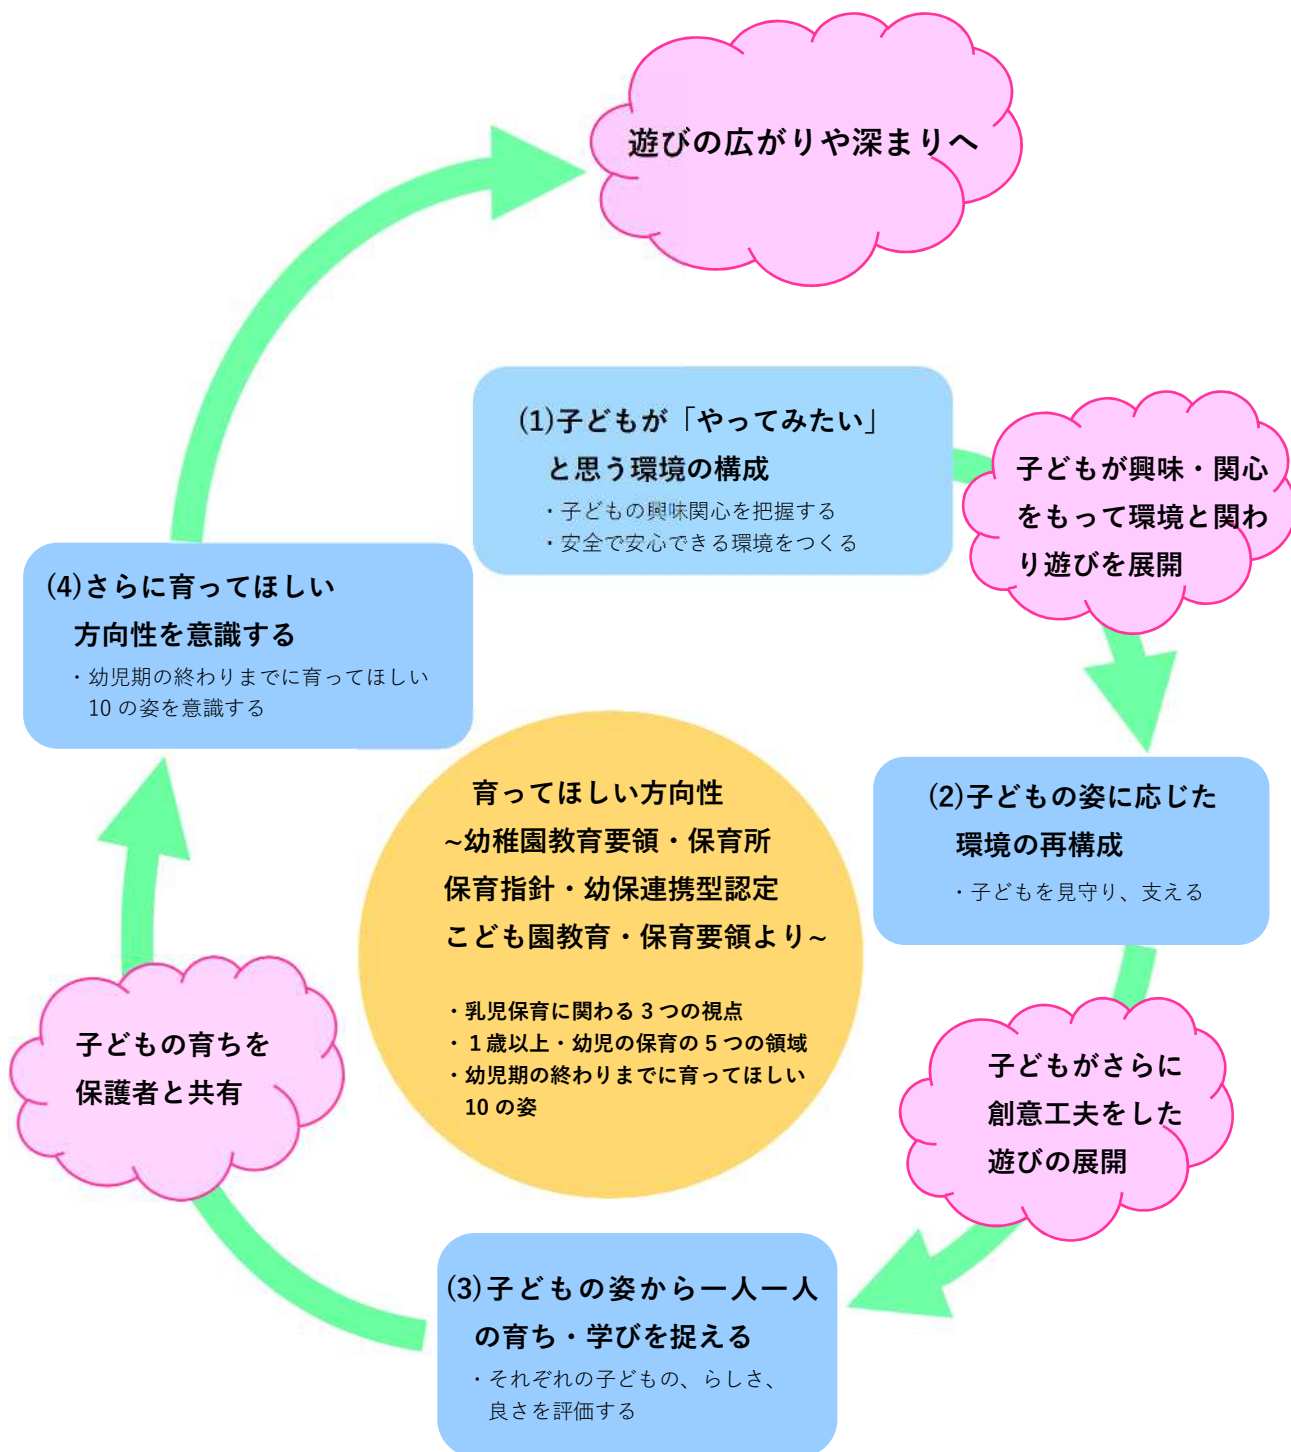 遊びの広がりや深まりへ
(1)子どもが「やってみたい」
と思う環境の構成
・子どもの興味関心を把握する
・安全で安心できる環境をつくる
子どもが興味・関心
をもって環境と関わ
り遊びを展開
(2)子どもの姿に応じた
環境の再構成
・子どもを見守り、支える
子どもがさらに
創意工夫をした
遊びの展開
(3)子どもの姿から一人一人
の育ち・学びを捉える
・それぞれの子どもの、らしさ、
良さを評価する
子どもの育ちを
保護者と共有
(4)さらに育ってほしい
方向性を意識する
・幼児期の終わりまでに育ってほしい
10 の姿を意識する
育ってほしい方向性
~幼稚園教育要領・保育所
保育指針・幼保連携型認定
こども園教育・保育要領より~
・乳児保育に関わる 3 つの視点
・１歳以上・幼児の保育の 5 つの領域
・幼児期の終わりまでに育ってほしい
10 の姿